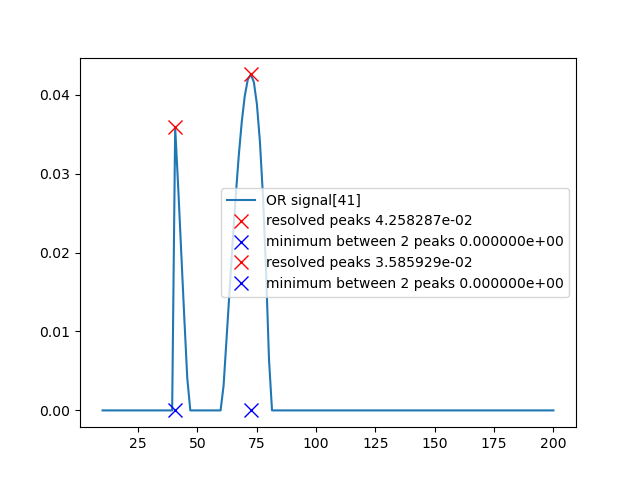 0.04
0.03
0.02
0.01
0.00
OR signal[41]
resolved peaks 4.258287e-02
minimum between 2 peaks 0.000000e+00
resolved peaks 3.585929e-02
minimum between 2 peaks 0.000000e+00
25 50 75 100 125 150 175 200